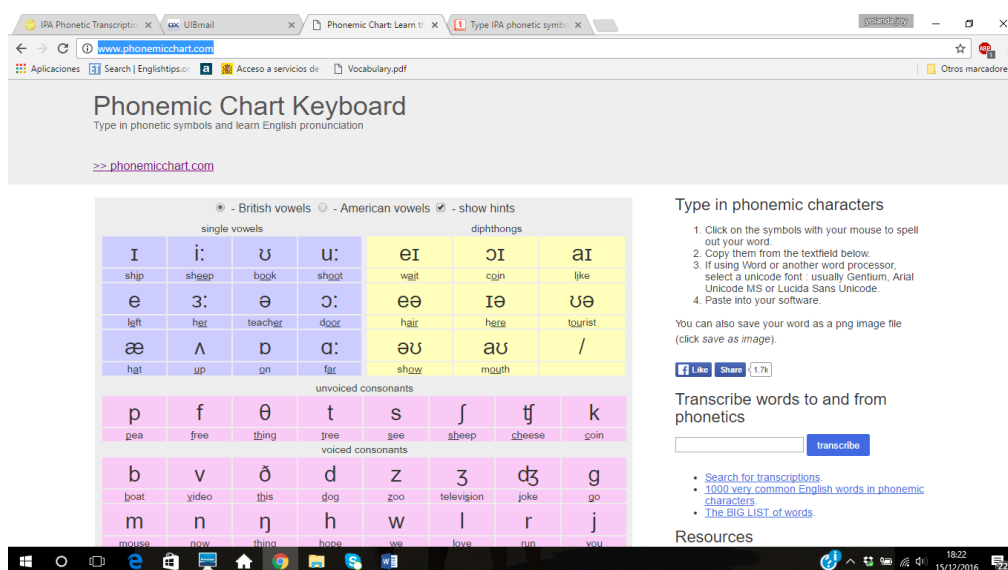 IPA Phonetic Transcriptio
UIBmail
Phonemic Chart: Learn th
Type IPA phonetic symbo
yolanda joy
www.phonemicchart.com
ABP
1
Aplicaciones
Search | Englishtips.o
a
Acceso a servicios de
Vocabulary.pdf
Otros marcadore
Phonemic Chart Keyboard
Type in phonetic symbols and learn English pronunciation
>> phonemicchart.com
- British vowels - American vowels - show hints
single vowels diphthongs
ɪ i: ʊ u: eɪ ɔɪ aɪ
ship sheep book shoot wait coin like
e ɜ: ə ɔ: eə ɪə ʊə
left her teacher door hair here tourist
æ ʌ ɒ ɑ: əʊ aʊ /
hat up on far show mouth
unvoiced consonants
p f θ t s ʃ ʧ k
pea free thing tree see sheep cheese coin
voiced consonants
b v ð d z ʒ ʤ g
boat video this dog zoo television joke go
m n ŋ h w l r j
mouse now thing hope we love run you
Type in phonemic characters
1. Click on the symbols with your mouse to spell
out your word.
2. Copy them from the textfield below.
3. If using Word or another word processor,
select a unicode font : usually Gentium, Arial
Unicode MS or Lucida Sans Unicode.
4. Paste into your software.
You can also save your word as a png image file
(click save as image).
Like Share 1.7k
Transcribe words to and from
phonetics
transcribe
Search for transcriptions.
1000 very common English words in phonemic
characters.
The BIG LIST of words.
Resources
18:22
15/12/2016